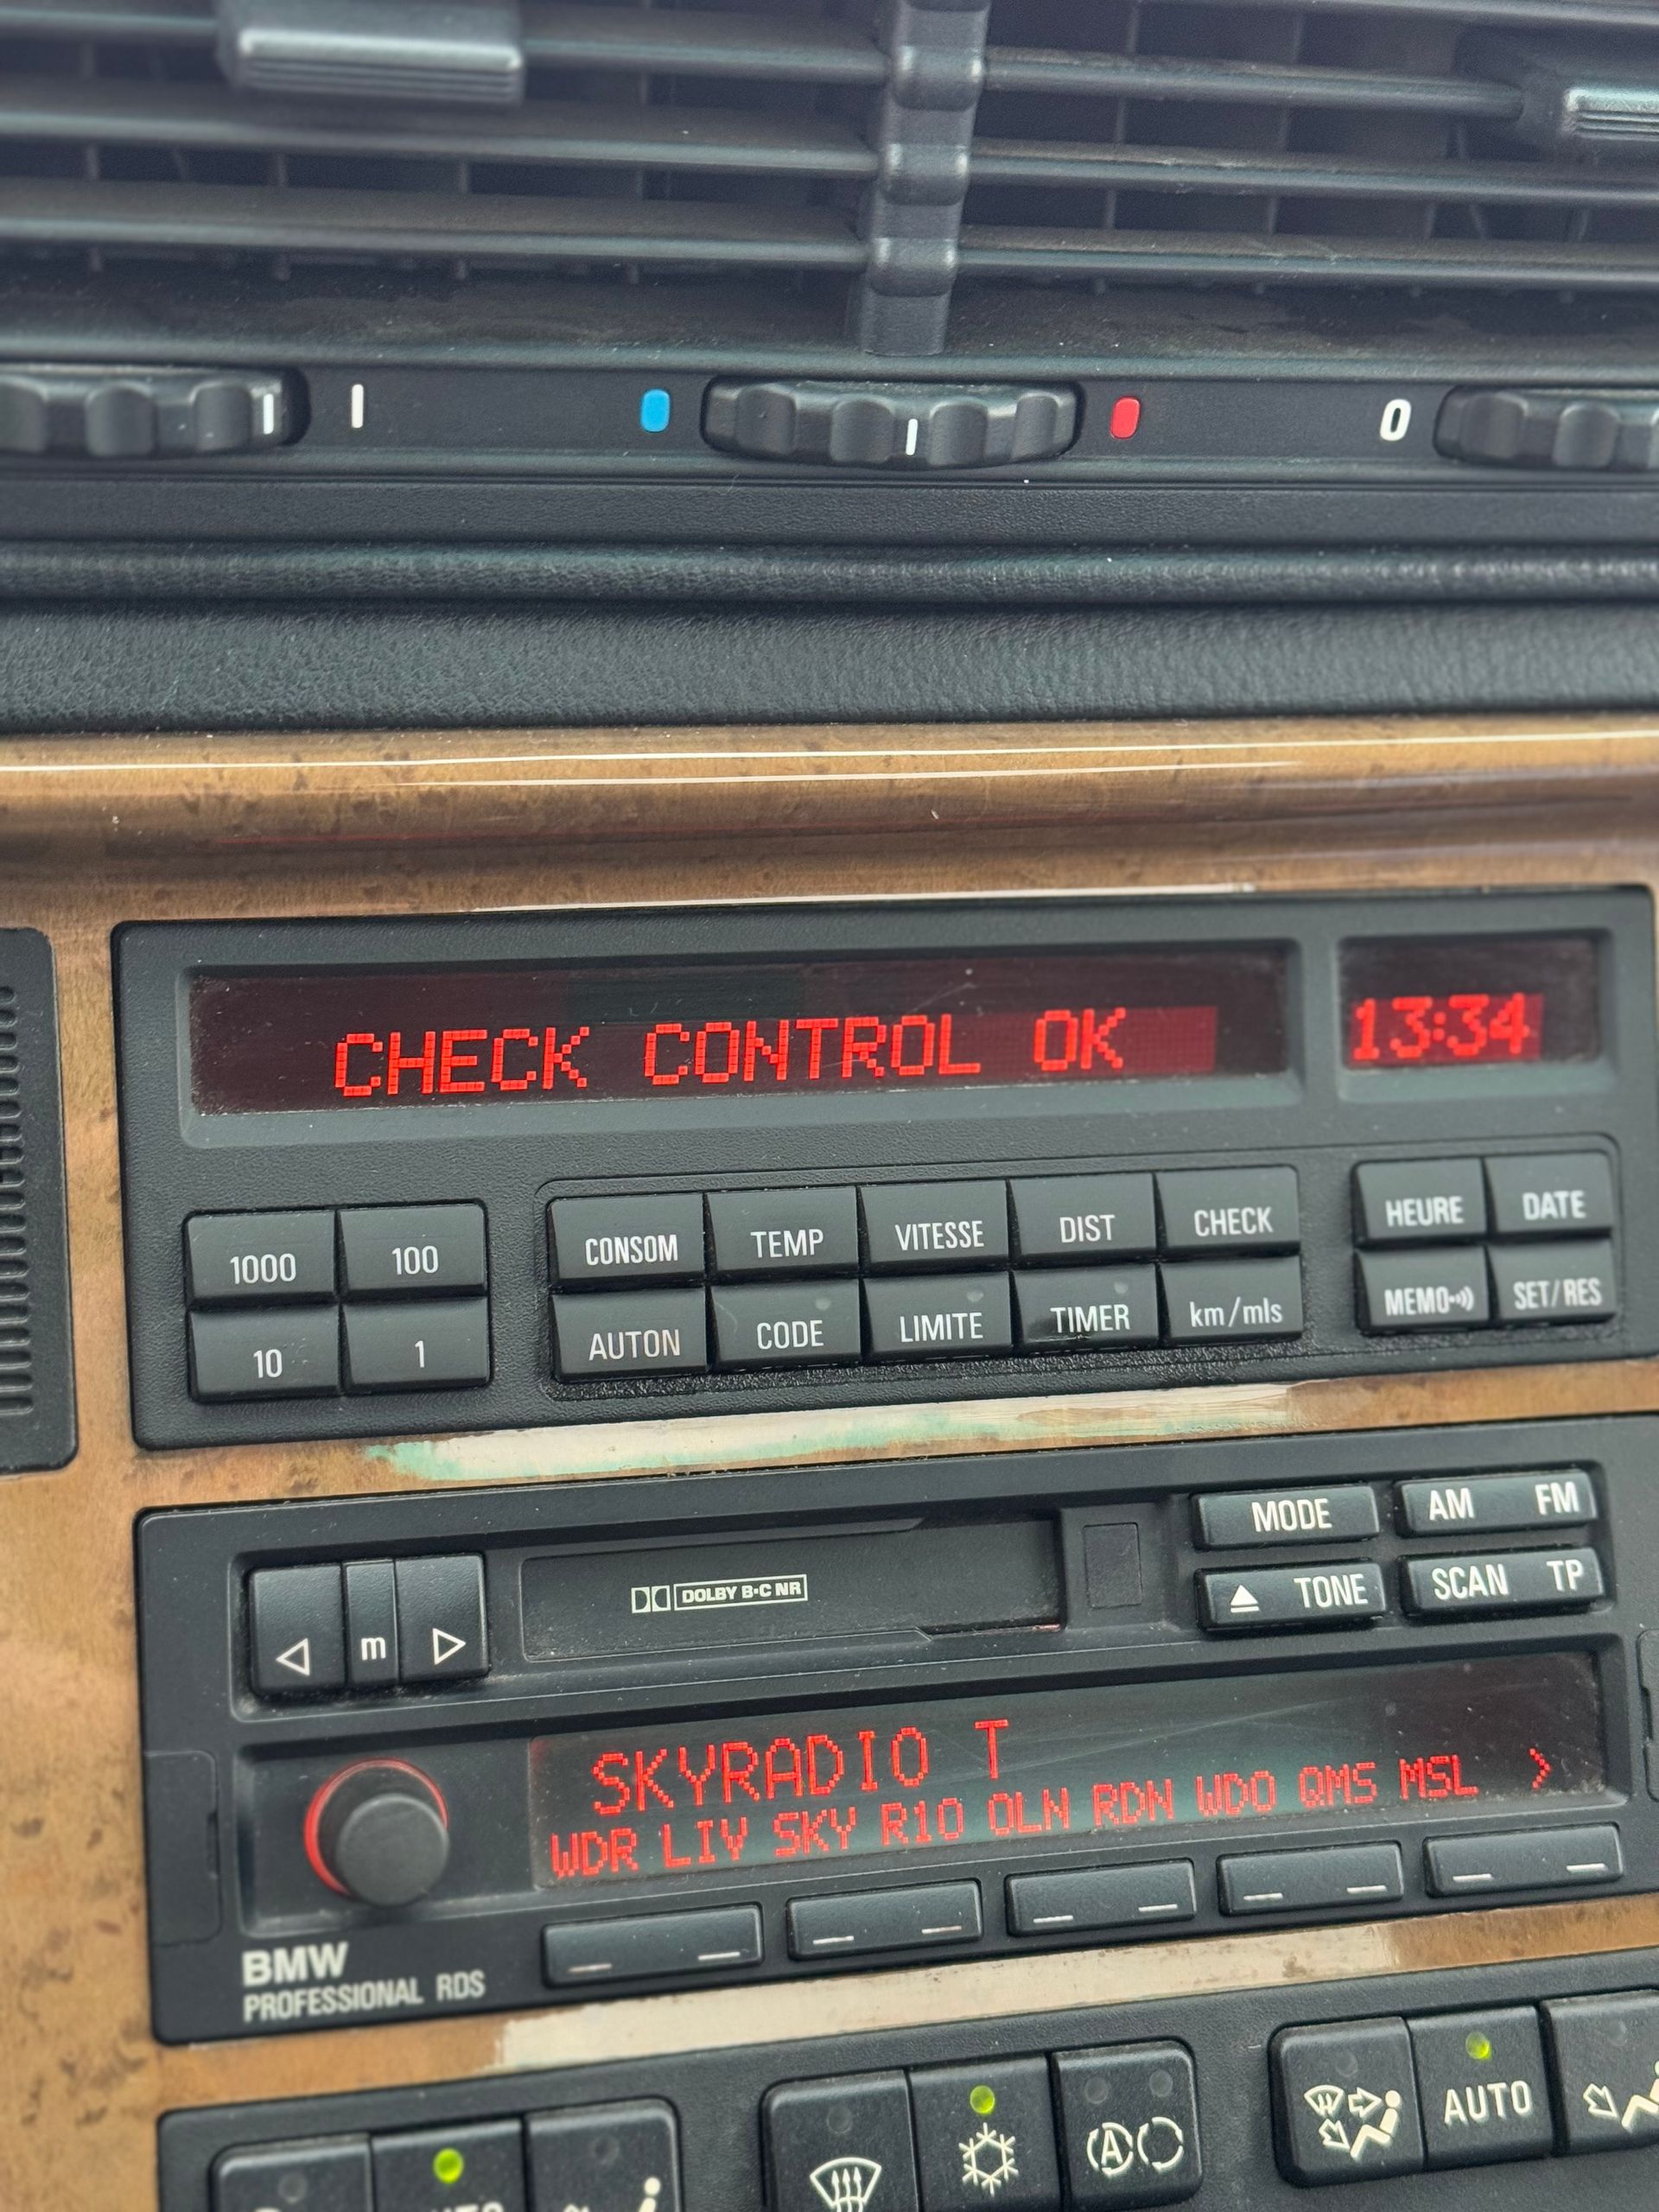 0
CHECK CONTROL OK
13:34
1000 100
10 1
CONSOM TEMP VITESSE DIST CHECK
AUTON CODE LIMITE TIMER km/mls
HEURE DATE
MEMO SET/RES
MODE AM FM
TONE SCAN TP
m
DOLBY B·C NR
SKYRADIO T
WDR LIV SKY R10 OLN RDN WDO QMS MSL >
BMW
PROFESSIONAL RDS
A
AUTO